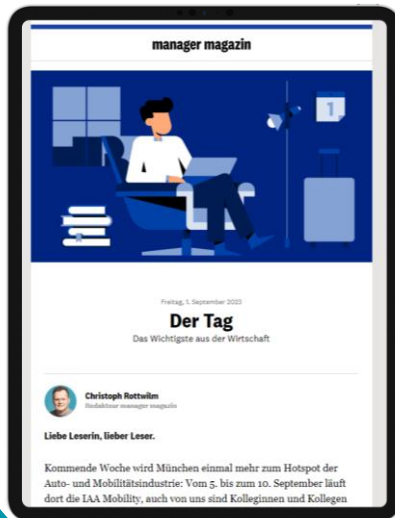 manager magazin
1
Freitag, 1. September 2023
Der Tag
Das Wichtigste aus der Wirtschaft
Christoph Rottwilm
Redakteur manager magazin
Liebe Leserin, lieber Leser.
Kommende Woche wird München einmal mehr zum Hotspot der
Auto- und Mobilitätsindustrie: Vom 5. bis zum 10. September läuft
dort die IAA Mobility, auch von uns sind Kolleginnen und Kollegen